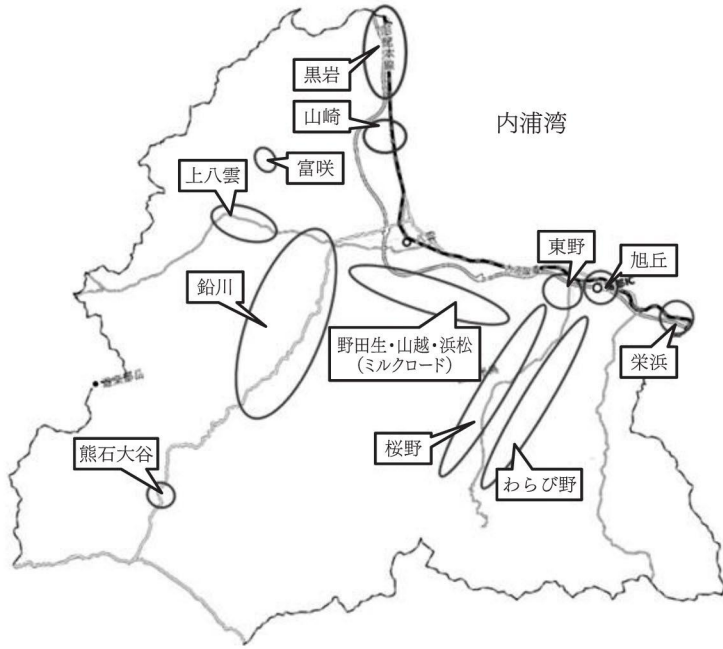 黒岩
山崎
内浦湾
富咲
上八雲
東野
旭丘
鉛川
野田生・山越・浜松
(ミルクロード)
栄浜
熊石大谷
桜野
わらび野